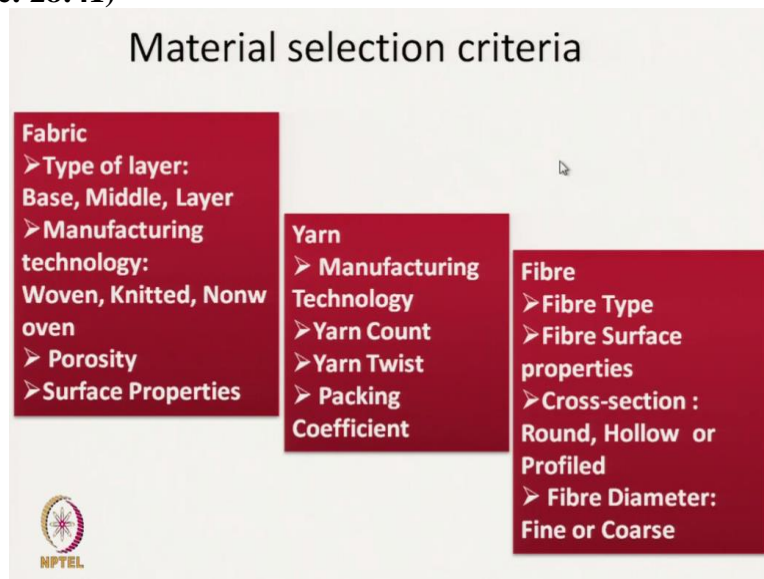 Material selection criteria
Fabric
➢Type of layer:
Base, Middle, Layer
➢Manufacturing
technology:
Woven, Knitted, Nonw
oven
➢ Porosity
➢Surface Properties
Yarn
➢ Manufacturing
Technology
➢Yarn Count
➢Yarn Twist
➢ Packing
Coefficient
Fibre
➢Fibre Type
➢Fibre Surface
properties
➢Cross-section :
Round, Hollow or
Profiled
➢ Fibre Diameter:
Fine or Coarse
NPTEL